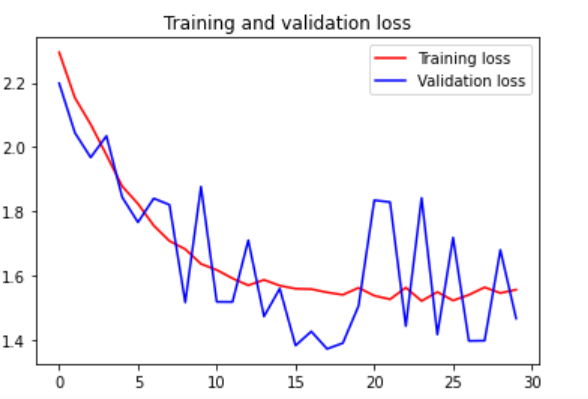 Training and validation loss
Training loss
Validation loss
2.2
2.0
1.8
1.6
1.4
0 5 10 15 20 25 30